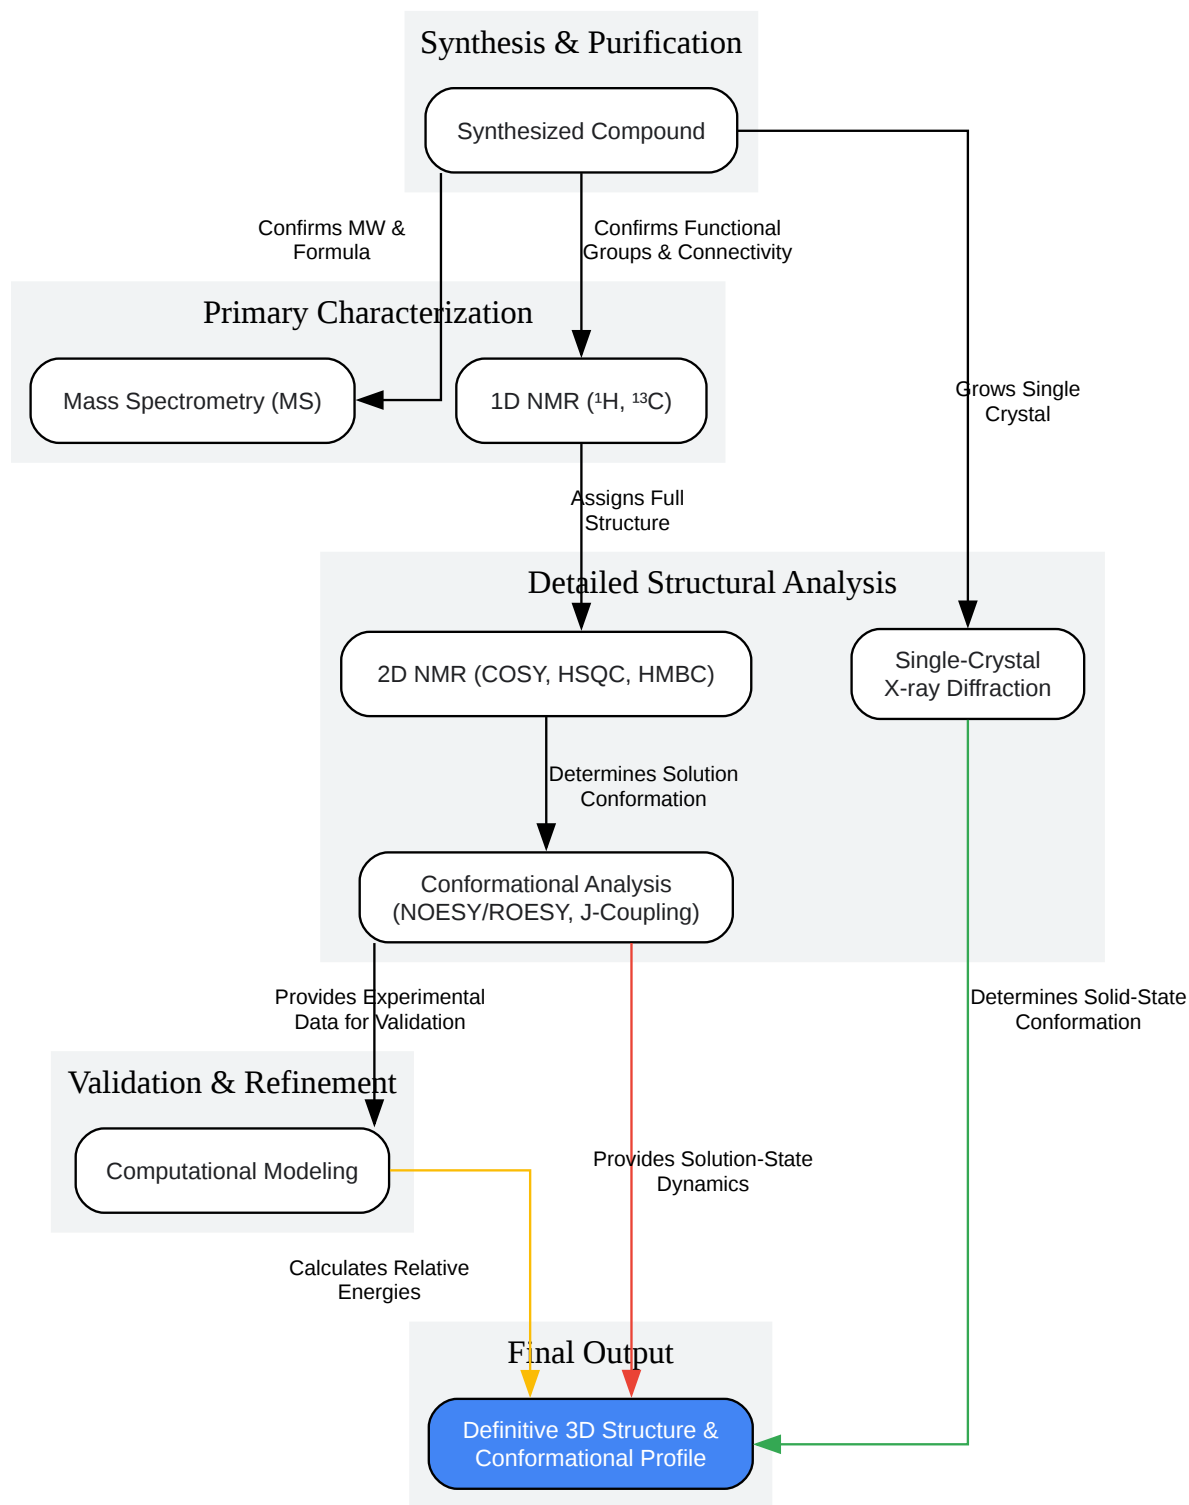 Synthesis & Purification
Synthesized Compound
Confirms MW &
Formula
Confirms Functional
Groups & Connectivity
Primary Characterization
Mass Spectrometry (MS)
1D NMR (¹H, ¹³C)
Grows Single
Crystal
Assigns Full
Structure
Detailed Structural Analysis
2D NMR (COSY, HSQC, HMBC)
Single-Crystal
X-ray Diffraction
Determines Solution
Conformation
Conformational Analysis
(NOESY/ROESY, J-Coupling)
Provides Experimental
Data for Validation
Determines Solid-State
Conformation
Validation & Refinement
Computational Modeling
Provides Solution-State
Dynamics
Calculates Relative
Energies
Final Output
Definitive 3D Structure &
Conformational Profile